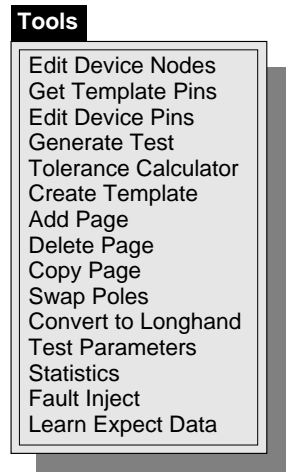 Tools
Edit Device Nodes
Get Template Pins
Edit Device Pins
Generate Test
Tolerance Calculator
Create Template
Add Page
Delete Page
Copy Page
Swap Poles
Convert to Longhand
Test Parameters
Statistics
Fault Inject
Learn Expect Data